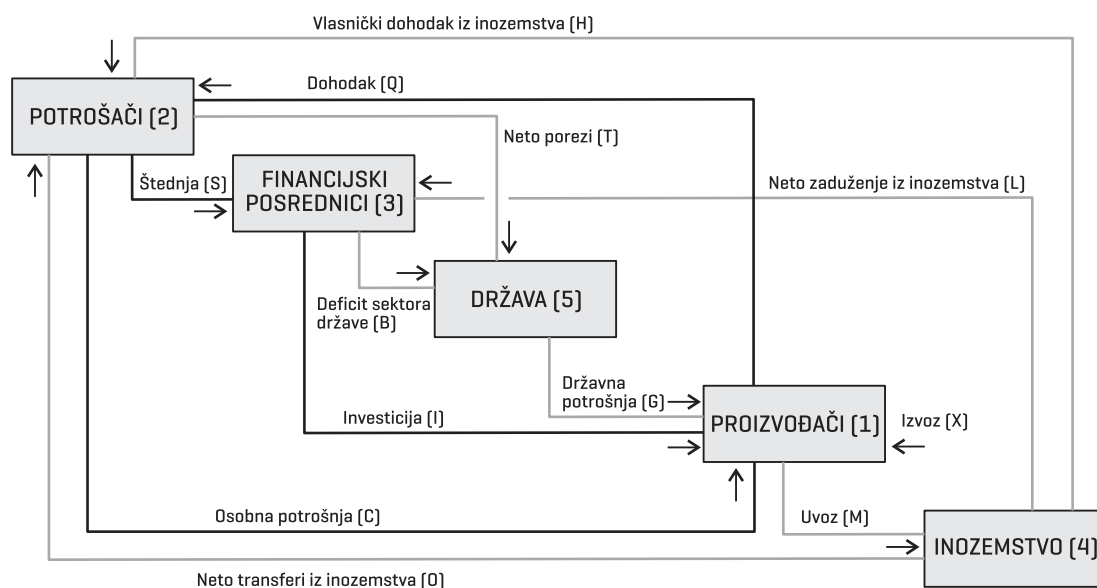 Vlasnički dohodak iz inozemstva (H)
Dohodak (Q)
POTROŠAČI (2)
Neto porezi (T)
Štednja (S)
FINANCIJSKI
POSREDNICI (3)
Neto zaduženje iz inozemstva (L)
DRŽAVA (5)
Deficit sektora
države (B)
Državna
potrošnja (G)
Investicija (I)
PROIZVOĐAČI (1)
Izvoz (X)
Osobna potrošnja (C)
Uvoz (M)
INOZEMSTVO (4)
Neto transferi iz inozemstva (O)